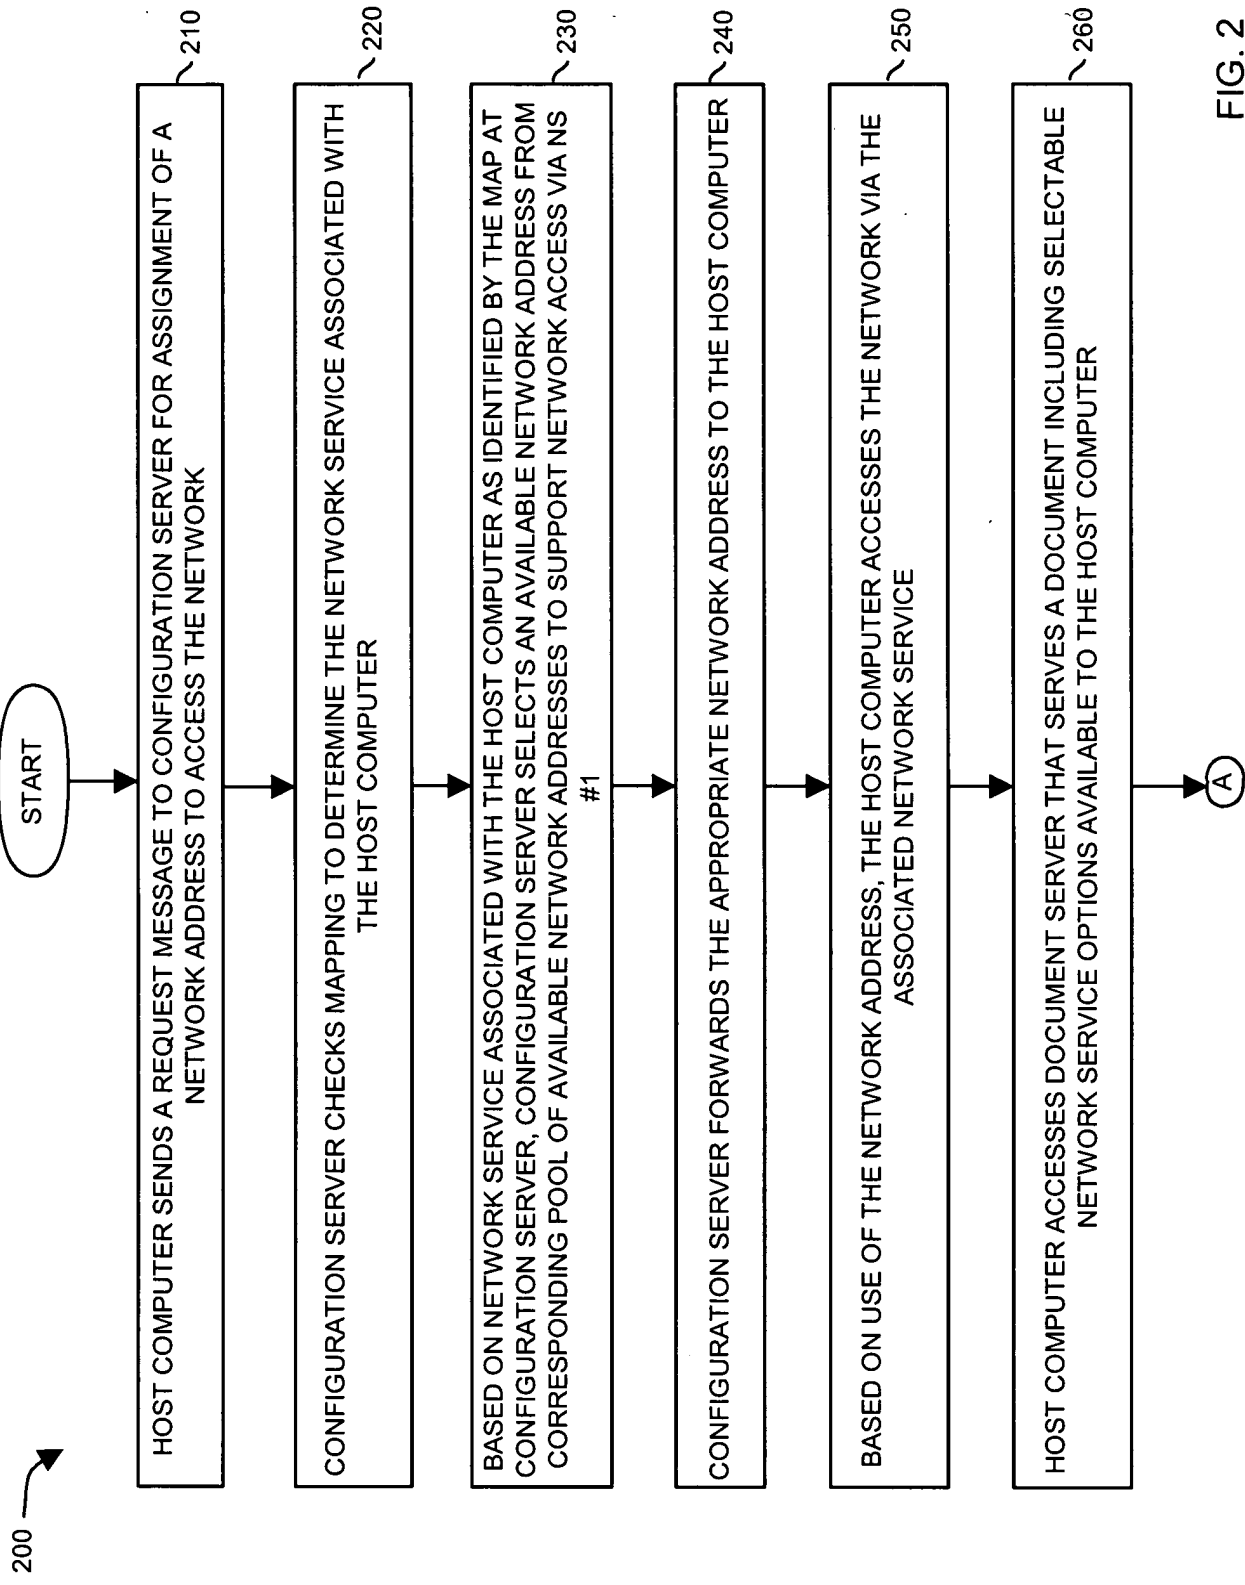 200
START
HOST COMPUTER SENDS A REQUEST MESSAGE TO CONFIGURATION SERVER FOR ASSIGNMENT OF A
NETWORK ADDRESS TO ACCESS THE NETWORK
210
CONFIGURATION SERVER CHECKS MAPPING TO DETERMINE THE NETWORK SERVICE ASSOCIATED WITH
THE HOST COMPUTER
220
BASED ON NETWORK SERVICE ASSOCIATED WITH THE HOST COMPUTER AS IDENTIFIED BY THE MAP AT
CONFIGURATION SERVER, CONFIGURATION SERVER SELECTS AN AVAILABLE NETWORK ADDRESS FROM
CORRESPONDING POOL OF AVAILABLE NETWORK ADDRESSES TO SUPPORT NETWORK ACCESS VIA NS
#1
230
CONFIGURATION SERVER FORWARDS THE APPROPRIATE NETWORK ADDRESS TO THE HOST COMPUTER
240
BASED ON USE OF THE NETWORK ADDRESS, THE HOST COMPUTER ACCESSES THE NETWORK VIA THE
ASSOCIATED NETWORK SERVICE
250
HOST COMPUTER ACCESSES DOCUMENT SERVER THAT SERVES A DOCUMENT INCLUDING SELECTABLE
NETWORK SERVICE OPTIONS AVAILABLE TO THE HOST COMPUTER
260
A
FIG. 2